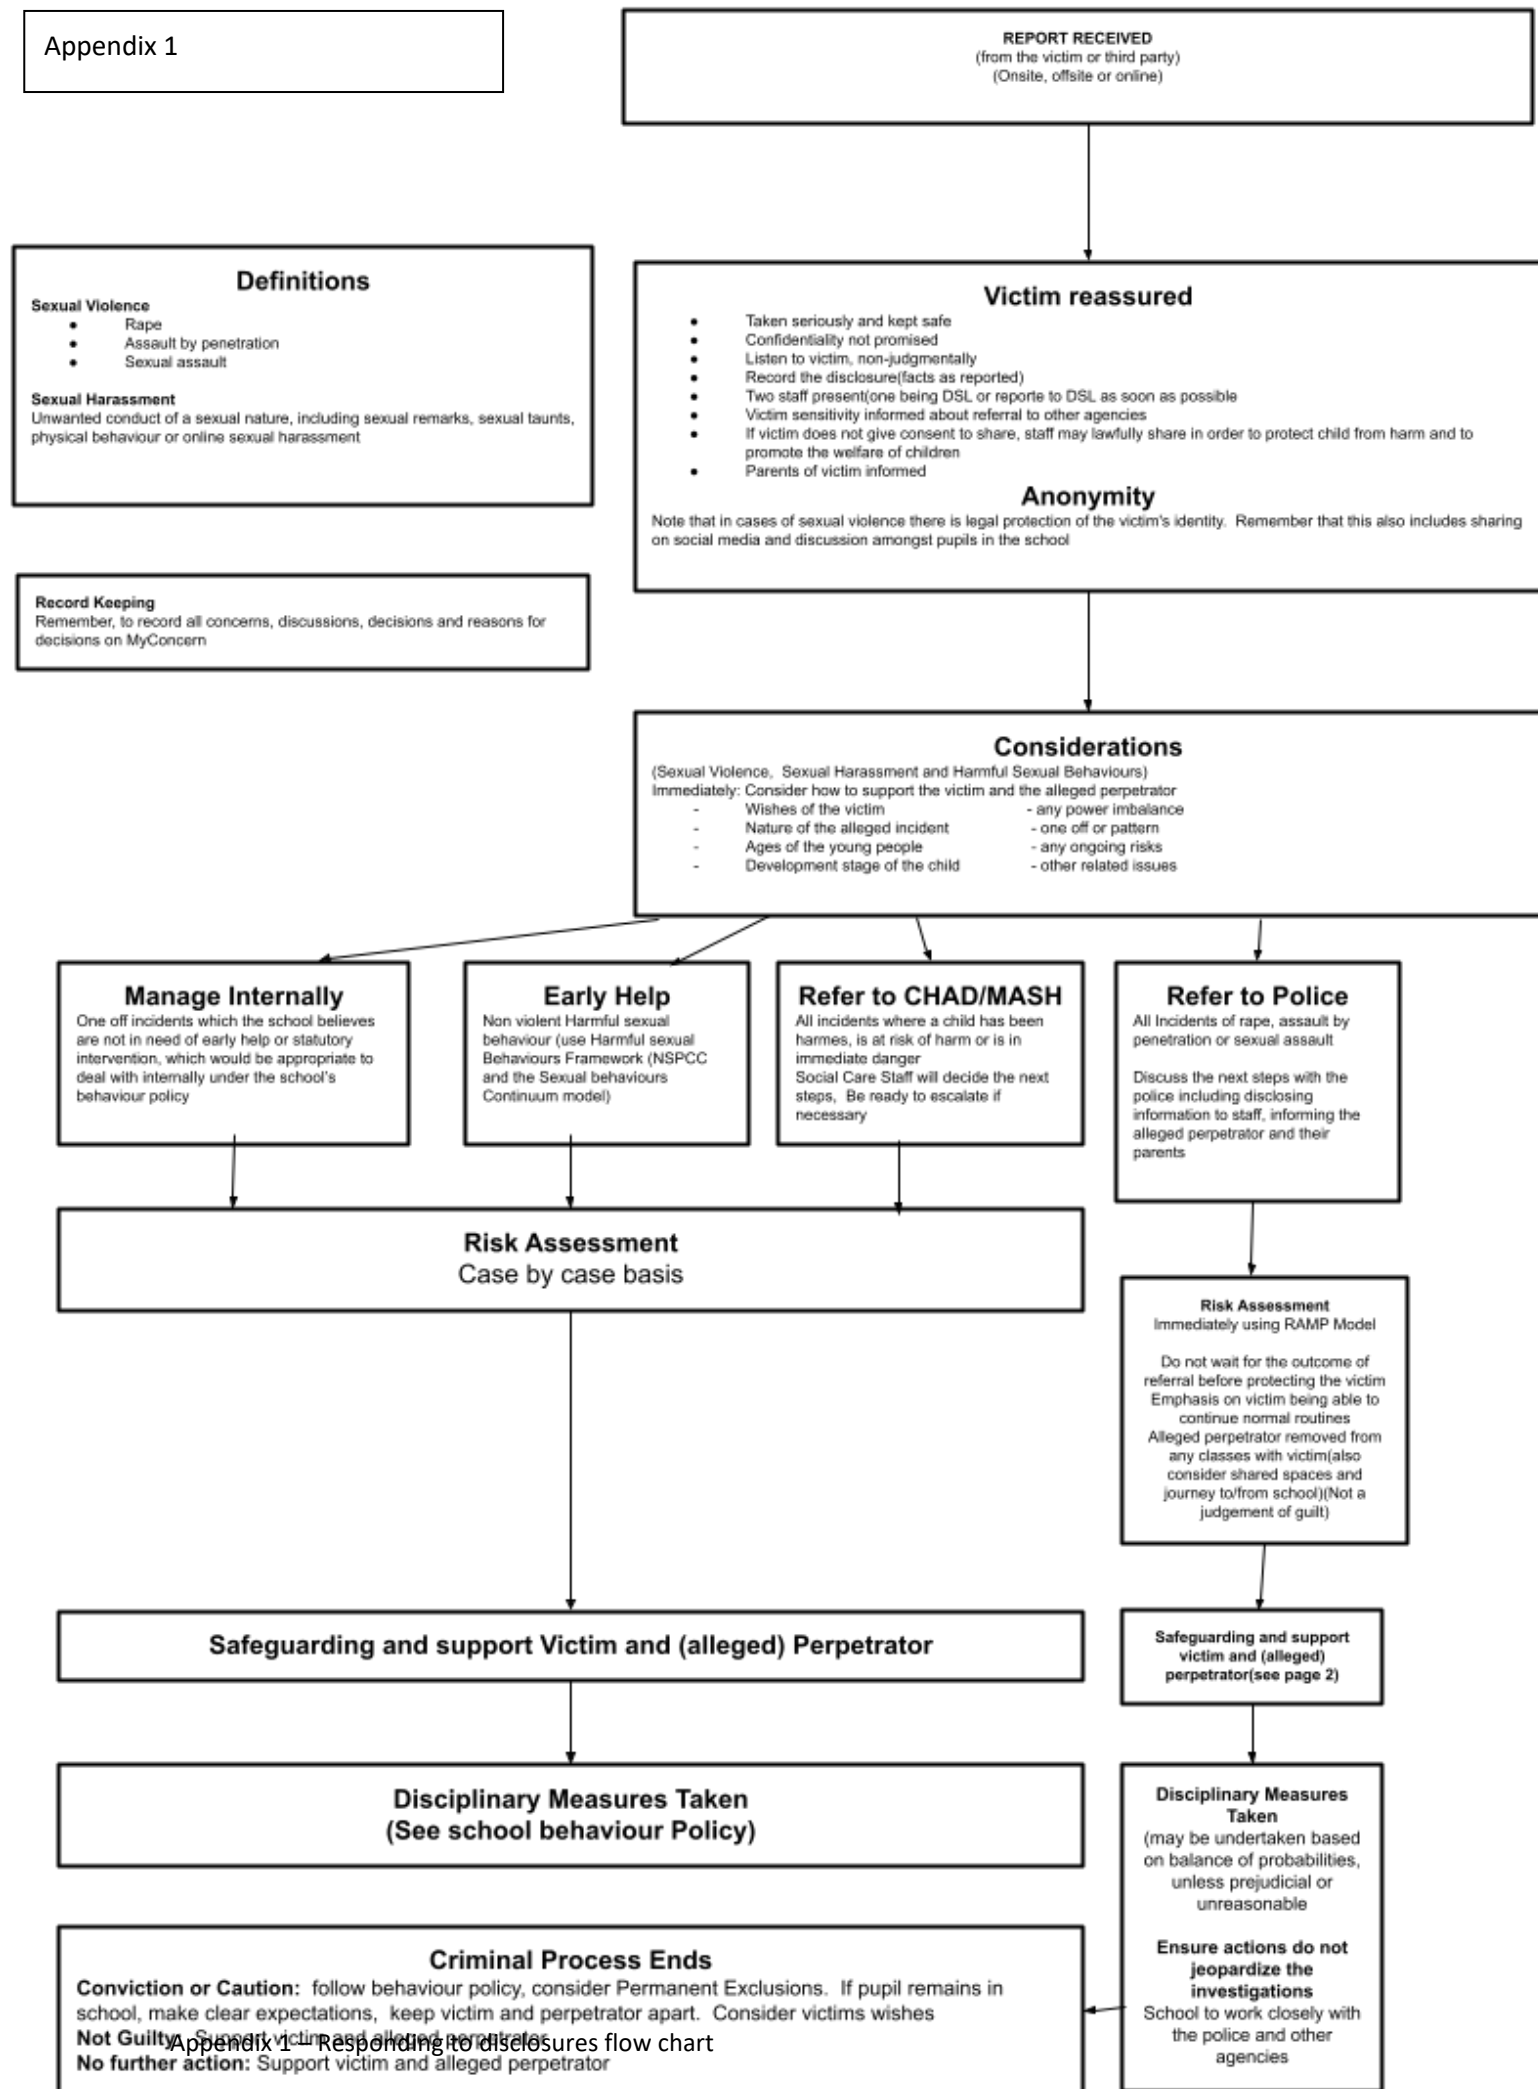 Appendix 1
REPORT RECEIVED
(from the victim or third party)
(Onsite, offsite or online)
Definitions
Sexual Violence
● Rape
● Assault by penetration
● Sexual assault
Sexual Harassment
Unwanted conduct of a sexual nature, including sexual remarks, sexual taunts,
physical behaviour or online sexual harassment
Victim reassured
● Taken seriously and kept safe
● Confidentiality not promised
● Listen to victim, non-judgmentally
● Record the disclosure(facts as reported)
● Two staff present(one being DSL or reporte to DSL as soon as possible
● Victim sensitivity informed about referral to other agencies
● If victim does not give consent to share, staff may lawfully share in order to protect child from harm and to
promote the welfare of children
● Parents of victim informed
Anonymity
Note that in cases of sexual violence there is legal protection of the victim's identity. Remember that this also includes sharing
on social media and discussion amongst pupils in the school
Record Keeping
Remember, to record all concerns, discussions, decisions and reasons for
decisions on MyConcern
Considerations
(Sexual Violence, Sexual Harassment and Harmful Sexual Behaviours)
Immediately: Consider how to support the victim and the alleged perpetrator
- Wishes of the victim - any power imbalance
- Nature of the alleged incident - one off or pattern
- Ages of the young people - any ongoing risks
- Development stage of the child - other related issues
Manage Internally
One off incidents which the school believes
are not in need of early help or statutory
intervention, which would be appropriate to
deal with internally under the school's
behaviour policy
Early Help
Non violent Harmful sexual
behaviour (use Harmful sexual
Behaviours Framework (NSPCC
and the Sexual behaviours
Continuum model)
Refer to CHAD/MASH
All incidents where a child has been
harmes, is at risk of harm or is in
immediate danger
Social Care Staff will decide the next
steps, Be ready to escalate if
necessary
Refer to Police
All Incidents of rape, assault by
penetration or sexual assault
Discuss the next steps with the
police including disclosing
information to staff, informing the
alleged perpetrator and their
parents
Risk Assessment
Case by case basis
Risk Assessment
Immediately using RAMP Model
Do not wait for the outcome of
referral before protecting the victim
Emphasis on victim being able to
continue normal routines
Alleged perpetrator removed from
any classes with victim(also
consider shared spaces and
journey to/from school)(Not a
judgement of guilt)
Safeguarding and support Victim and (alleged) Perpetrator
Safeguarding and support
victim and (alleged)
perpetrator(see page 2)
Disciplinary Measures Taken
(See school behaviour Policy)
Disciplinary Measures
Taken
(may be undertaken based
on balance of probabilities,
unless prejudicial or
unreasonable
Ensure actions do not
jeopardize the
investigations
School to work closely with
the police and other
agencies
Criminal Process Ends
Conviction or Caution: follow behaviour policy, consider Permanent Exclusions. If pupil remains in
school, make clear expectations, keep victim and perpetrator apart. Consider victims wishes
Not Guilty: Support victim and alleged perpetrator
Appendix 1 – Responding to disclosures flow chart
No further action: Support victim and alleged perpetrator